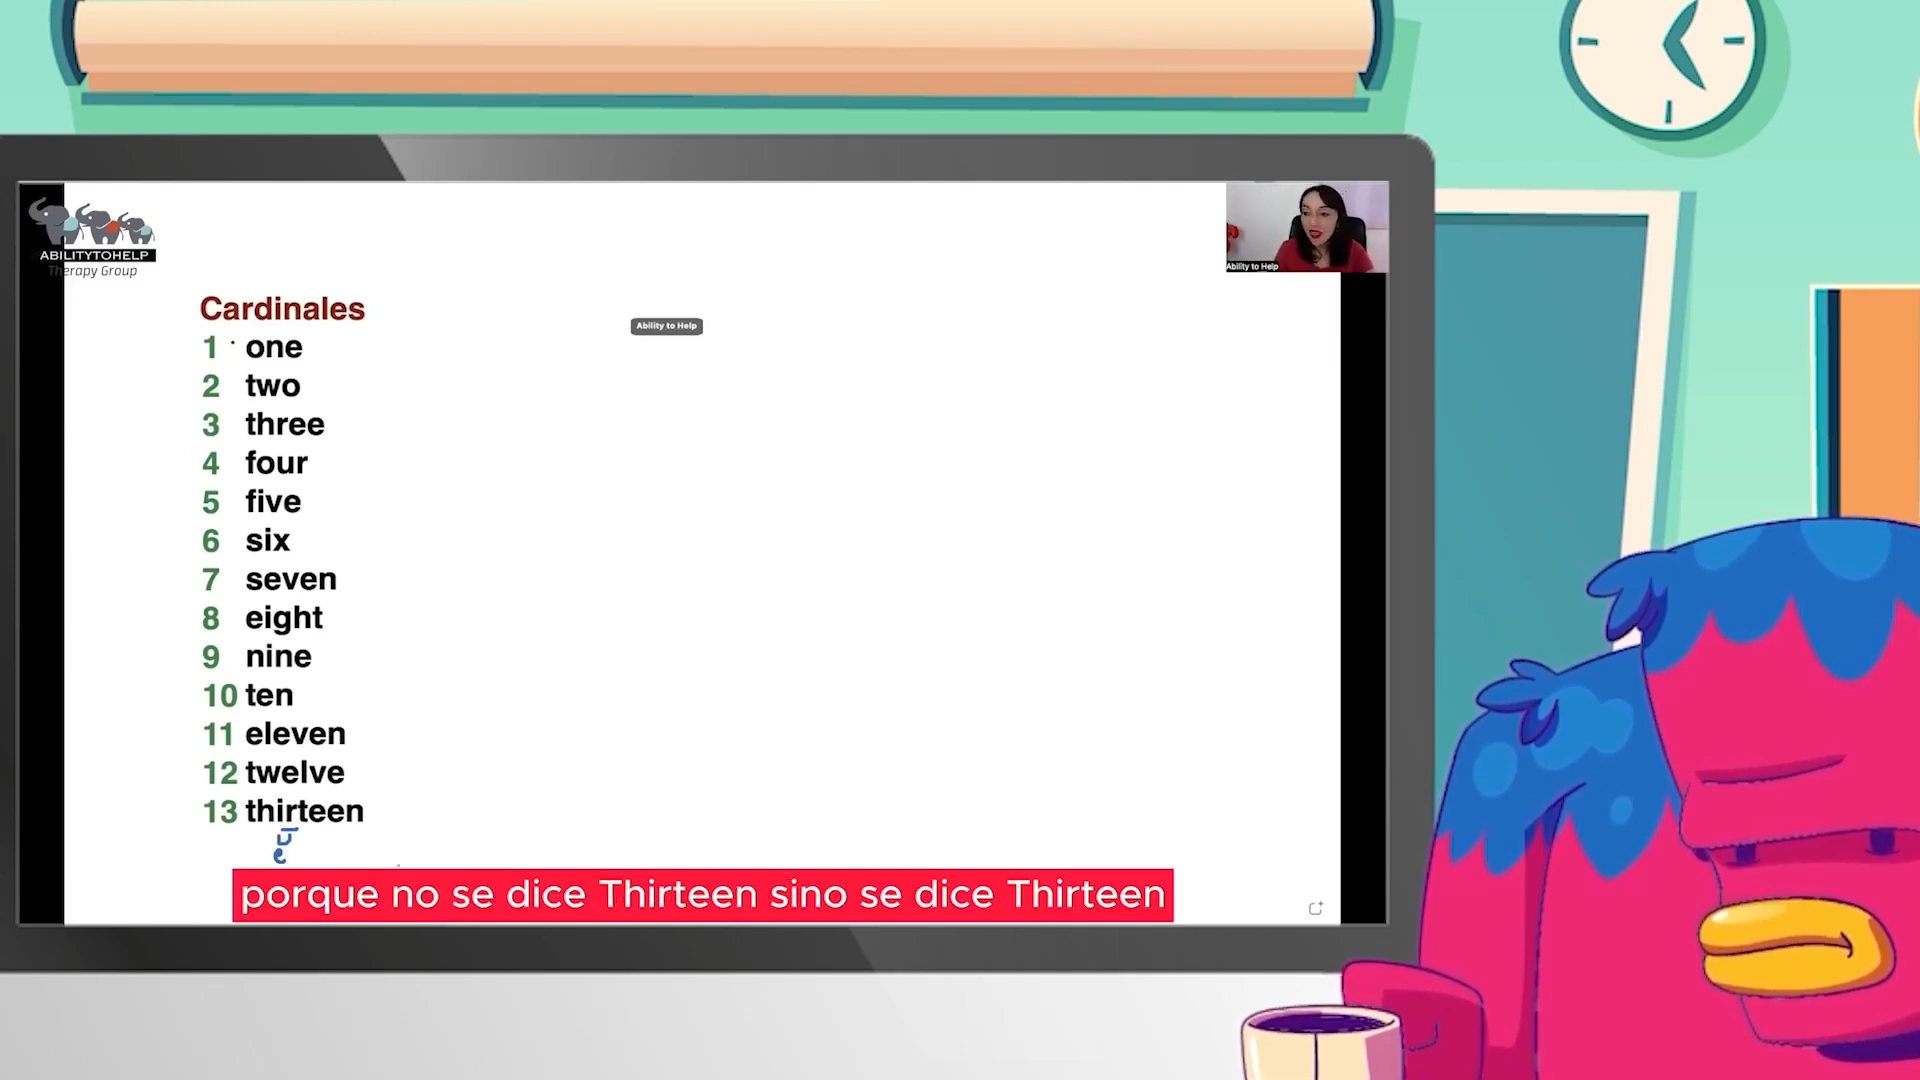 ABILITYTOHELP
Therapy Group
Ability to Help
Cardinales
Ability to Help
1 one
2 two
3 three
4 four
5 five
6 six
7 seven
8 eight
9 nine
10 ten
11 eleven
12 twelve
13 thirteen
e
porque no se dice Thirteen sino se dice Thirteen